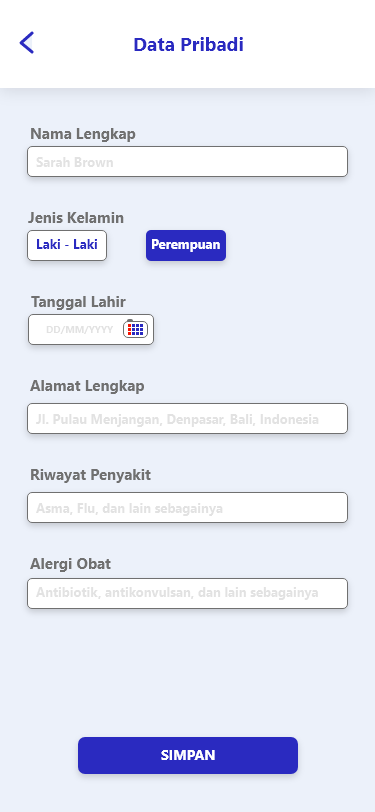 Data Pribadi
Nama Lengkap
Sarah Brown
Jenis Kelamin
Laki - Laki
Perempuan
Tanggal Lahir
DD/MM/YYYY
Alamat Lengkap
Jl. Pulau Menjangan, Denpasar, Bali, Indonesia
Riwayat Penyakit
Asma, Flu, dan lain sebagainya
Alergi Obat
Antibiotik, antikonvulsan, dan lain sebagainya
SIMPAN